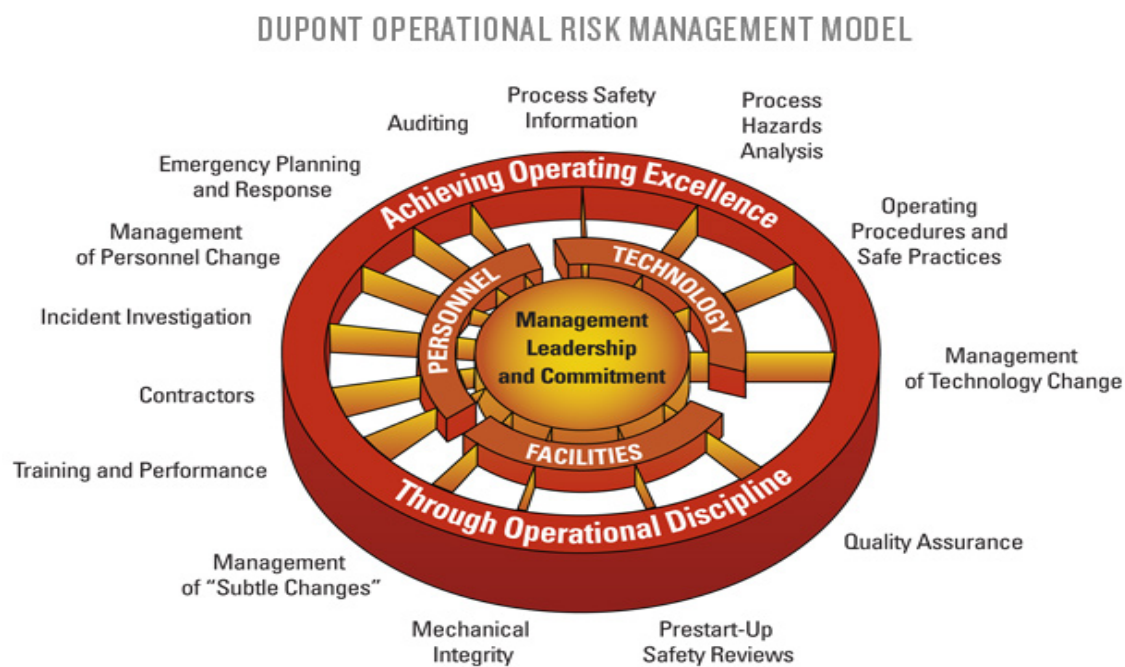 DUPONT OPERATIONAL RISK MANAGEMENT MODEL
Process Safety
Information
Process
Hazards
Analysis
Operating
Procedures and
Safe Practices
Management
of Technology Change
Quality Assurance
Prestart-Up
Safety Reviews
Mechanical
Integrity
Management
of “Subtle Changes”
Training and Performance
Contractors
Incident Investigation
Management
of Personnel Change
Emergency Planning
and Response
Auditing
Achieving Operating Excellence
Through Operational Discipline
PERSONNEL
TECHNOLOGY
FACILITIES
Management
Leadership
and Commitment